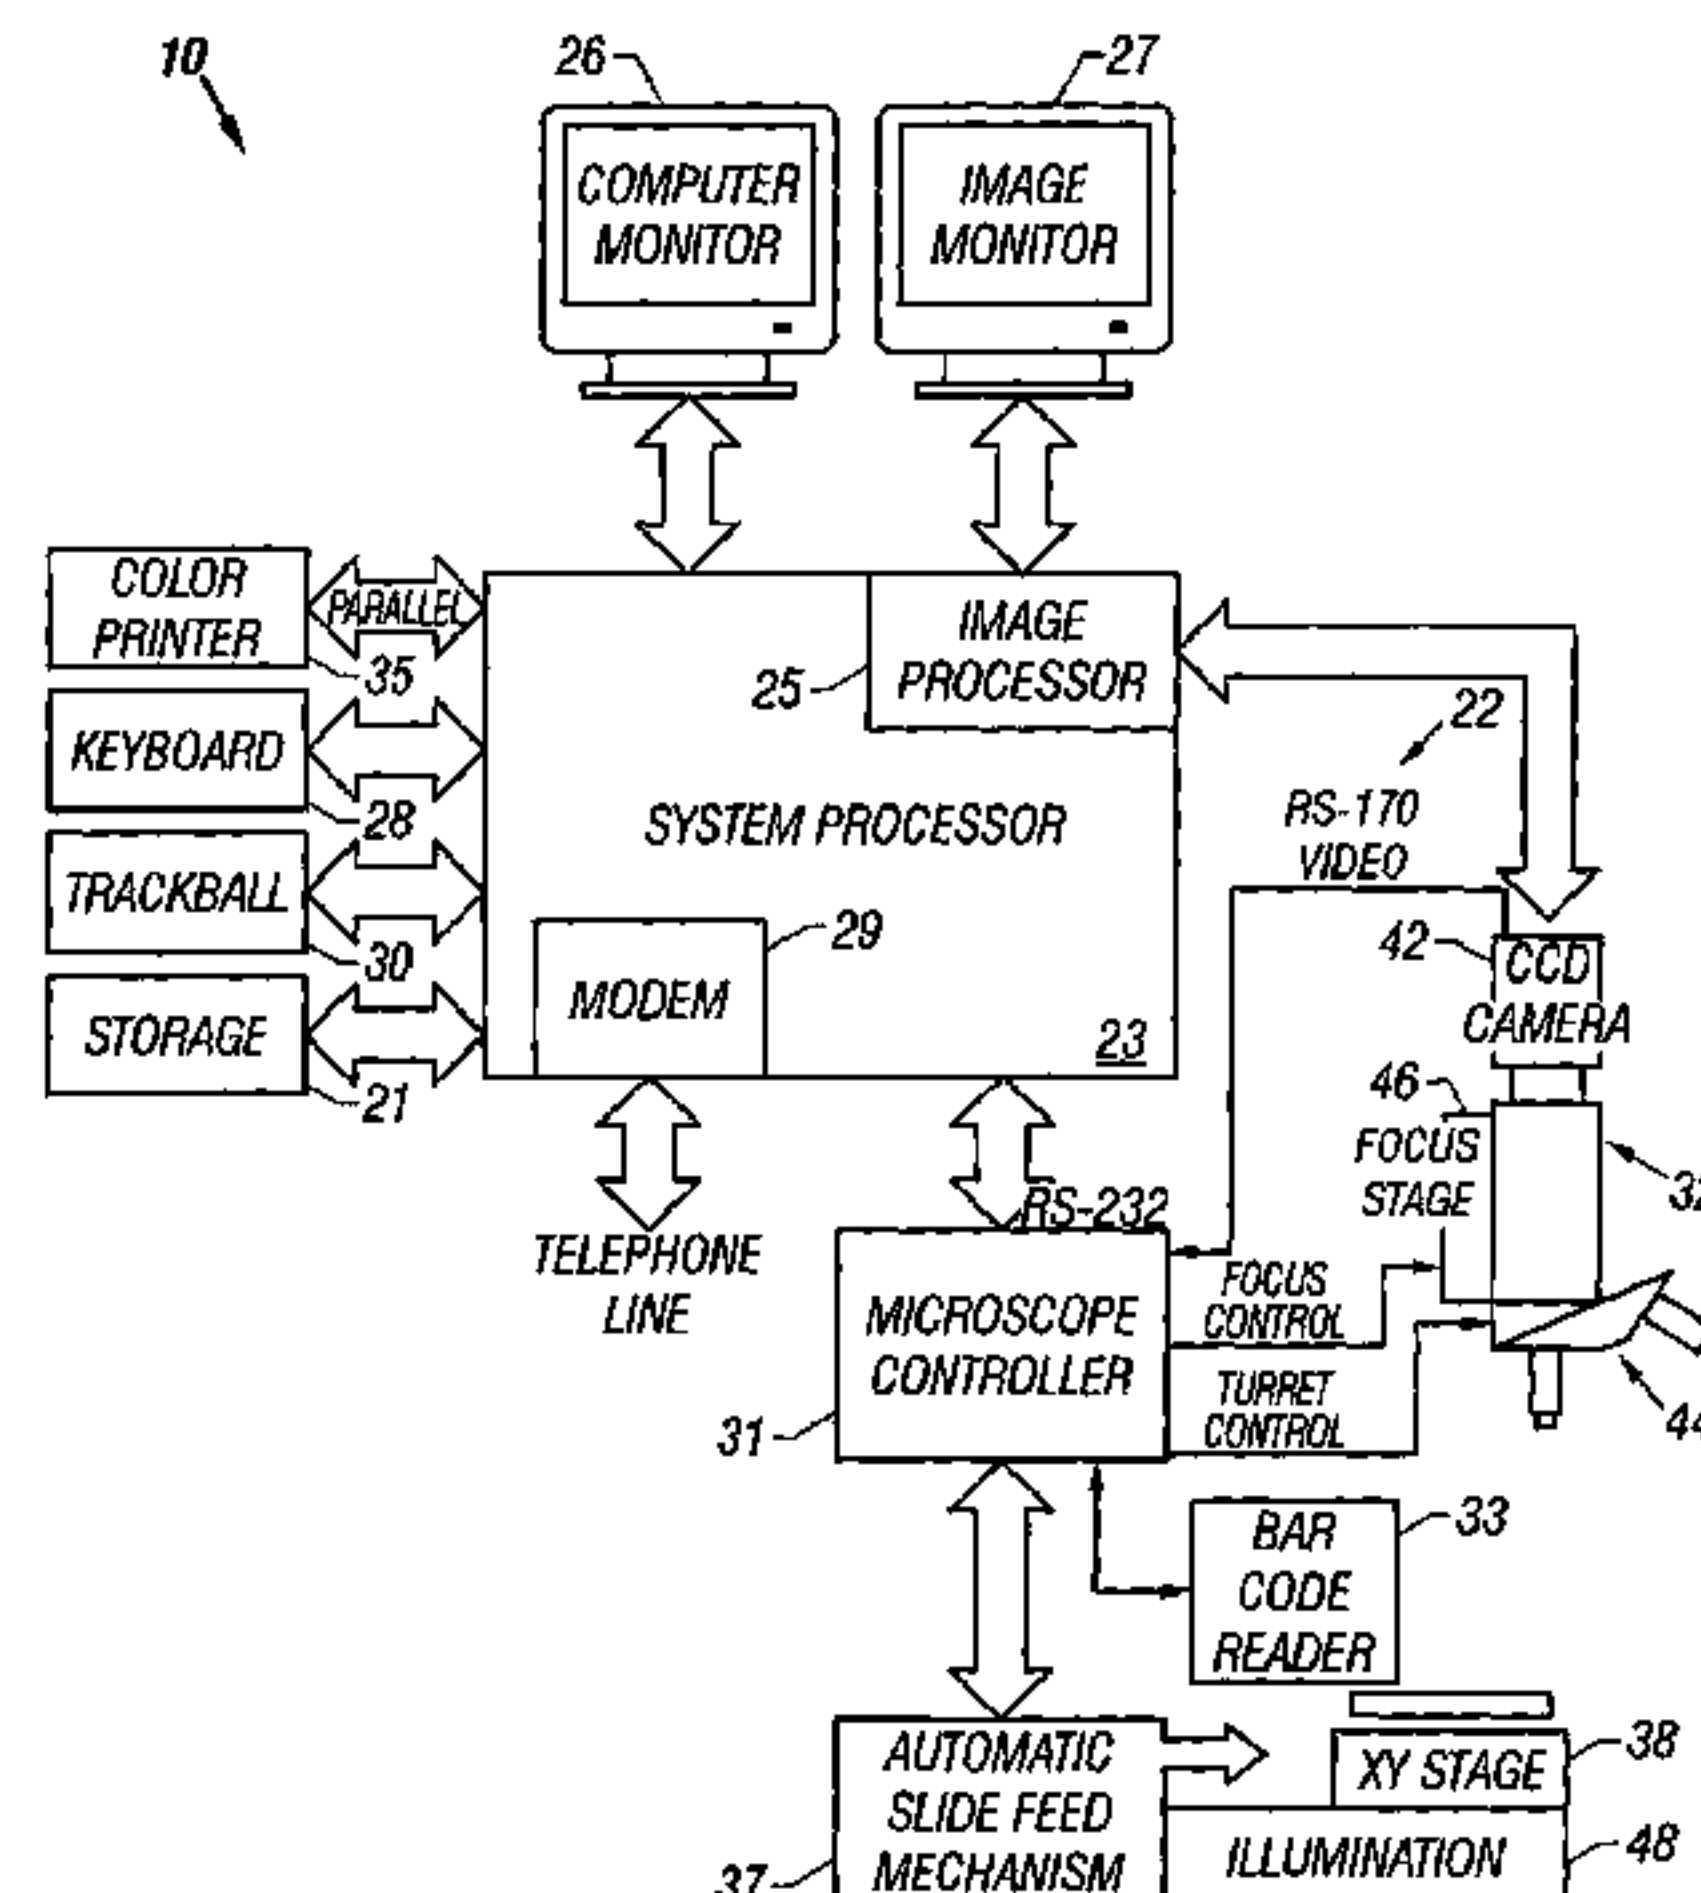 10
26
27
COMPUTER
MONITOR
IMAGE
MONITOR
COLOR
PRINTER
PARALLEL
35
KEYBOARD
28
TRACKBALL
30
STORAGE
21
IMAGE
PROCESSOR
25
SYSTEM PROCESSOR
MODEM
29
23
22
RS-170
VIDEO
42
CCD
CAMERA
46
FOCUS
STAGE
TELEPHONE
LINE
RS-232
MICROSCOPE
CONTROLLER
31
FOCUS
CONTROL
TURRET
CONTROL
44
BAR
CODE
READER
33
AUTOMATIC
SLIDE FEED
MECHANISM
37
XY STAGE
38
ILLUMINATION
48